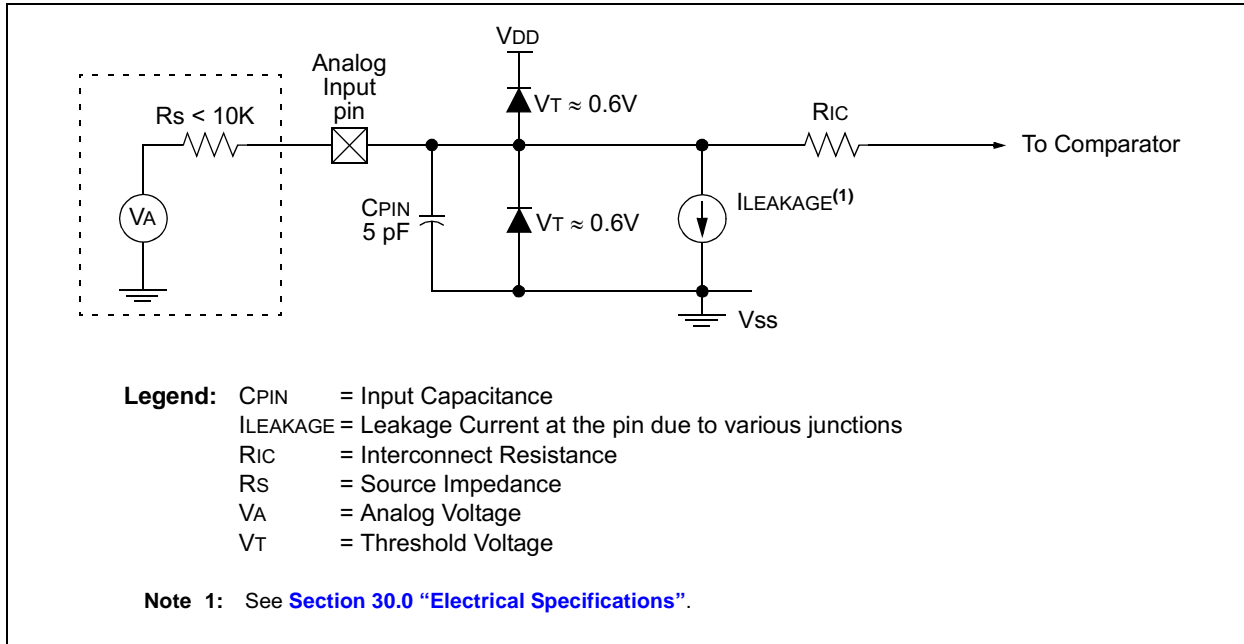 VDD
Analog
Input
pin
Rs < 10K
VT ≈ 0.6V
RIC
To Comparator
VA
CPIN
5 pF
VT ≈ 0.6V
ILEAKAGE(1)
Vss
Legend: CPIN = Input Capacitance
ILEAKAGE = Leakage Current at the pin due to various junctions
RIC = Interconnect Resistance
RS = Source Impedance
VA = Analog Voltage
VT = Threshold Voltage
Note 1: See Section 30.0 “Electrical Specifications”.